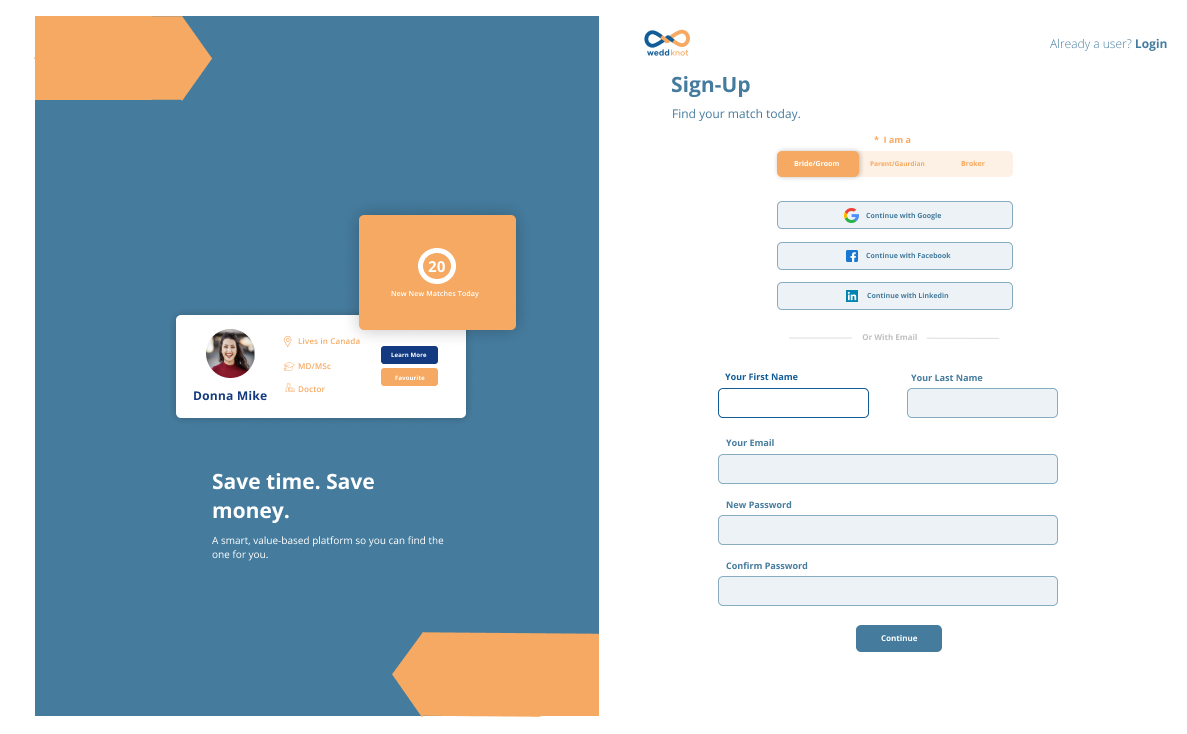 20
New New Matches Today
Lives in Canada
MD/MSc
Doctor
Donna Mike
Learn More
Favourite
Save time. Save
money.
A smart, value-based platform so you can find the
one for you.
weddknot
Already a user? Login
Sign-Up
Find your match today.
* I am a
Bride/Groom
Parent/Gaurdian
Broker
Continue with Google
Continue with Facebook
Continue with Linkedin
Or With Email
Your First Name
Your Last Name
Your Email
New Password
Confirm Password
Continue